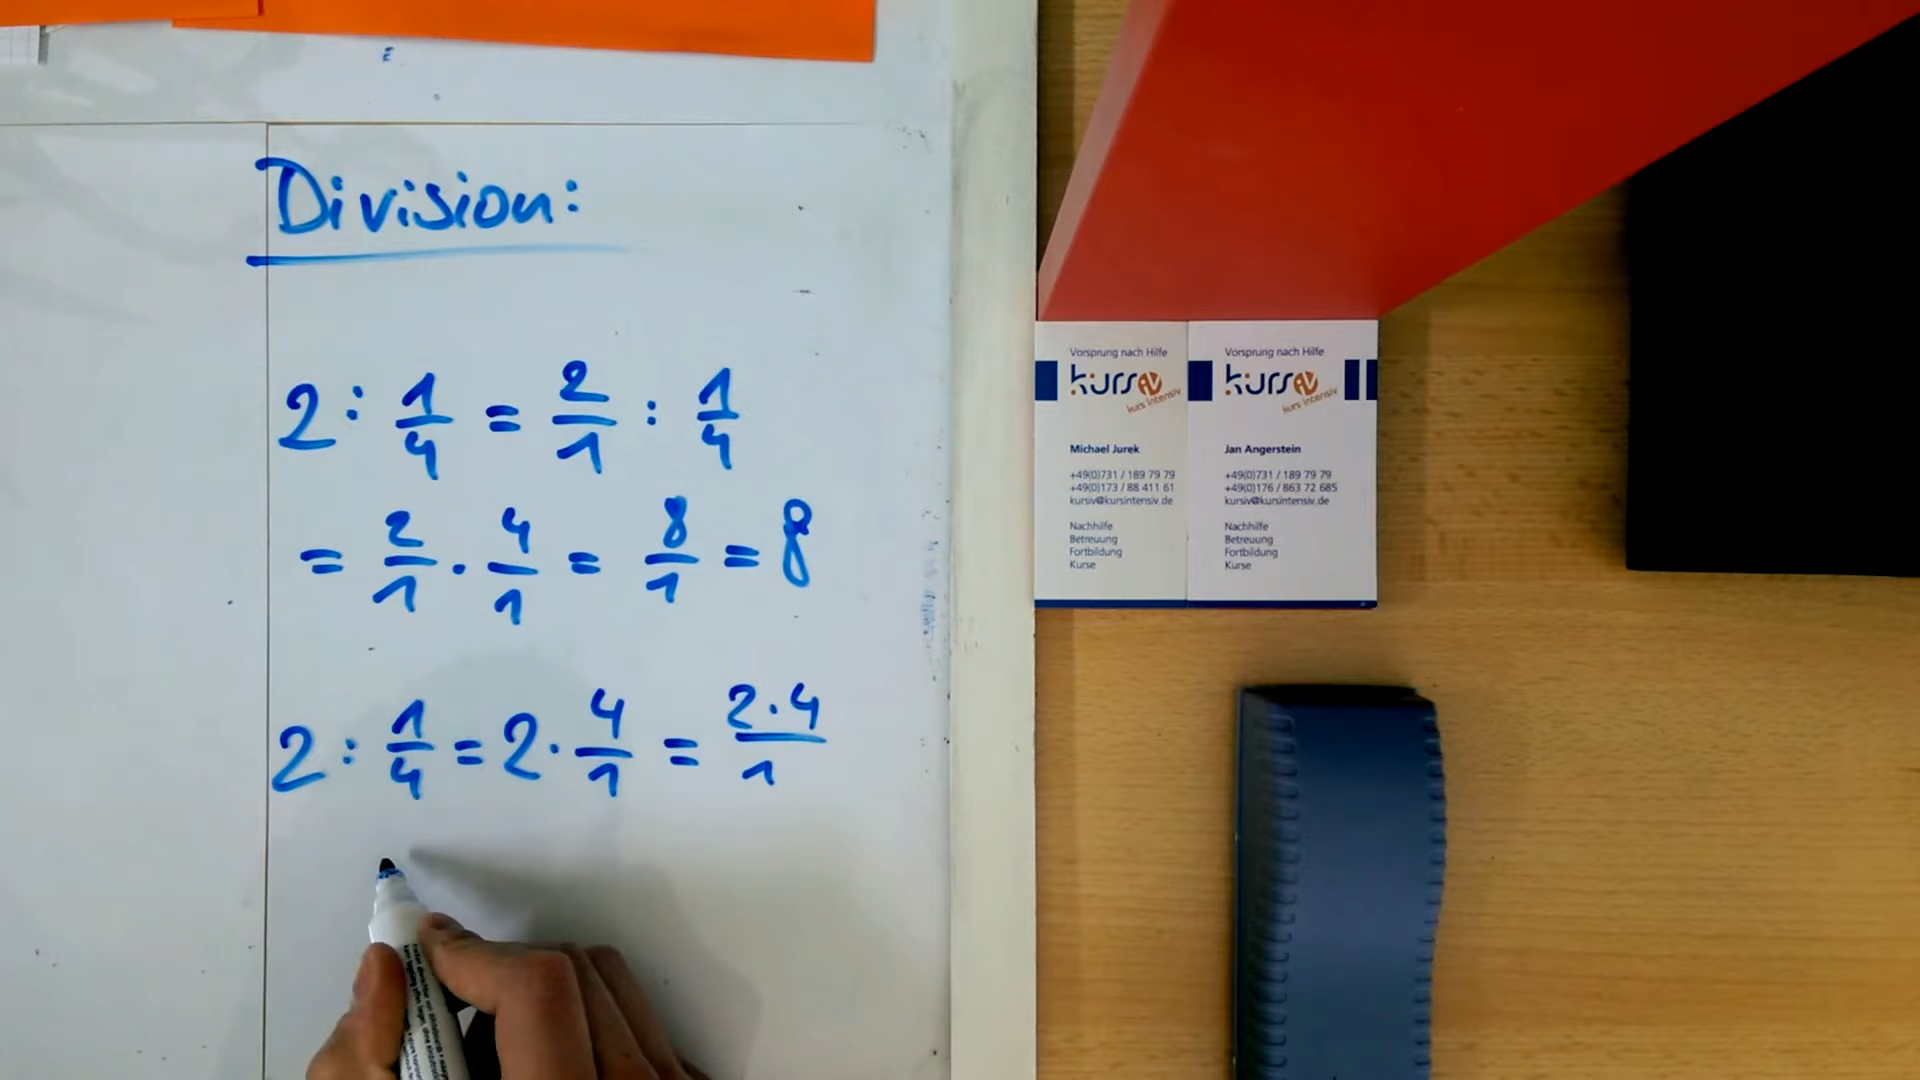 Division:
2 : 1/4 = 2/1 : 1/4
= 2/1 · 4/1 = 8/1 = 8
2 : 1/4 = 2 · 4/1 = 2·4/1
Vorsprung nach Hilfe
kursiv
kurs intensiv
Michael Jurek
+49(0)731 / 189 79 79
+49(0)173 / 88 411 61
kursiv@kursintensiv.de
Nachhilfe
Betreuung
Fortbildung
Kurse
Vorsprung nach Hilfe
kursiv
kurs intensiv
Jan Angerstein
+49(0)731 / 189 79 79
+49(0)176 / 863 72 685
kursiv@kursintensiv.de
Nachhilfe
Betreuung
Fortbildung
Kurse